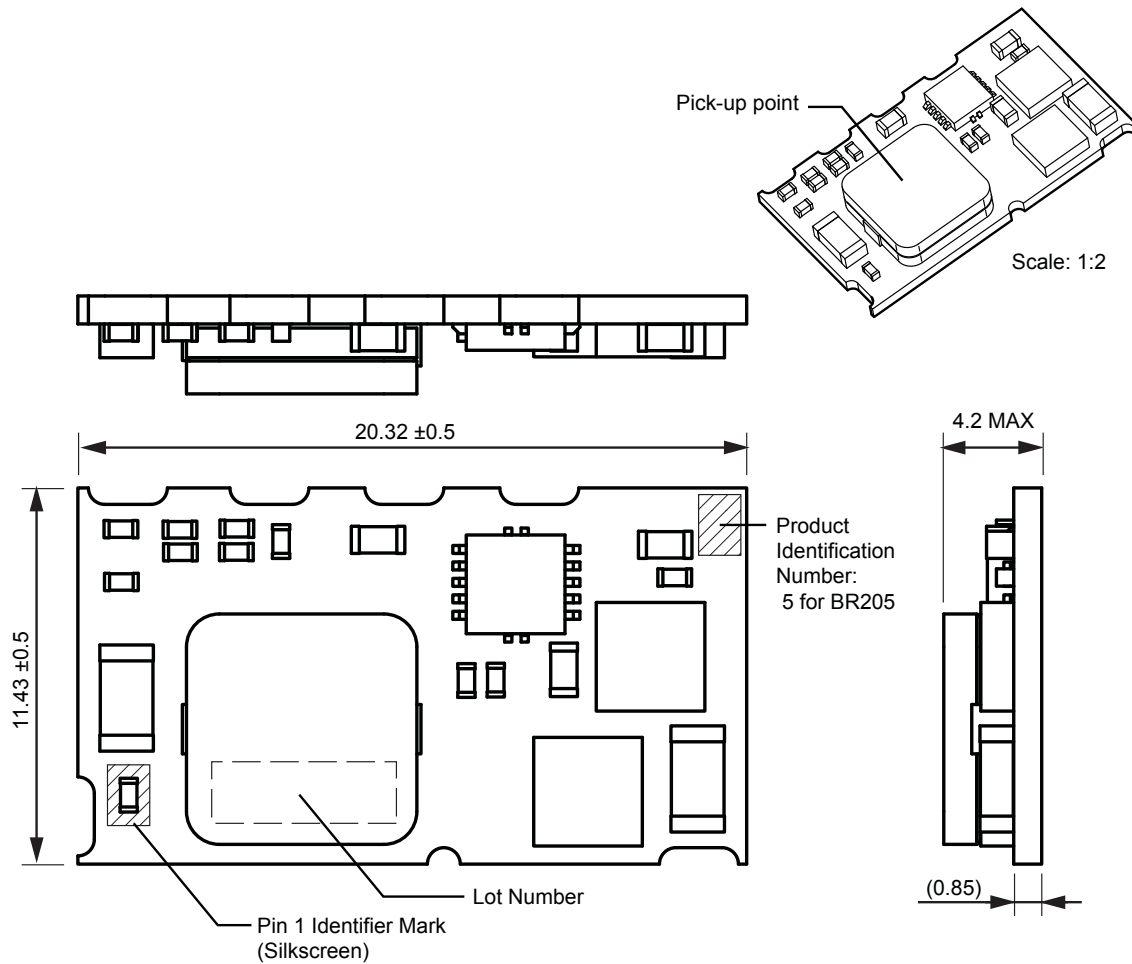 Pick-up point
Scale: 1:2
20.32 ±0.5
4.2 MAX
Product
Identification
Number:
5 for BR205
11.43 ±0.5
(0.85)
Lot Number
Pin 1 Identifier Mark
(Silkscreen)